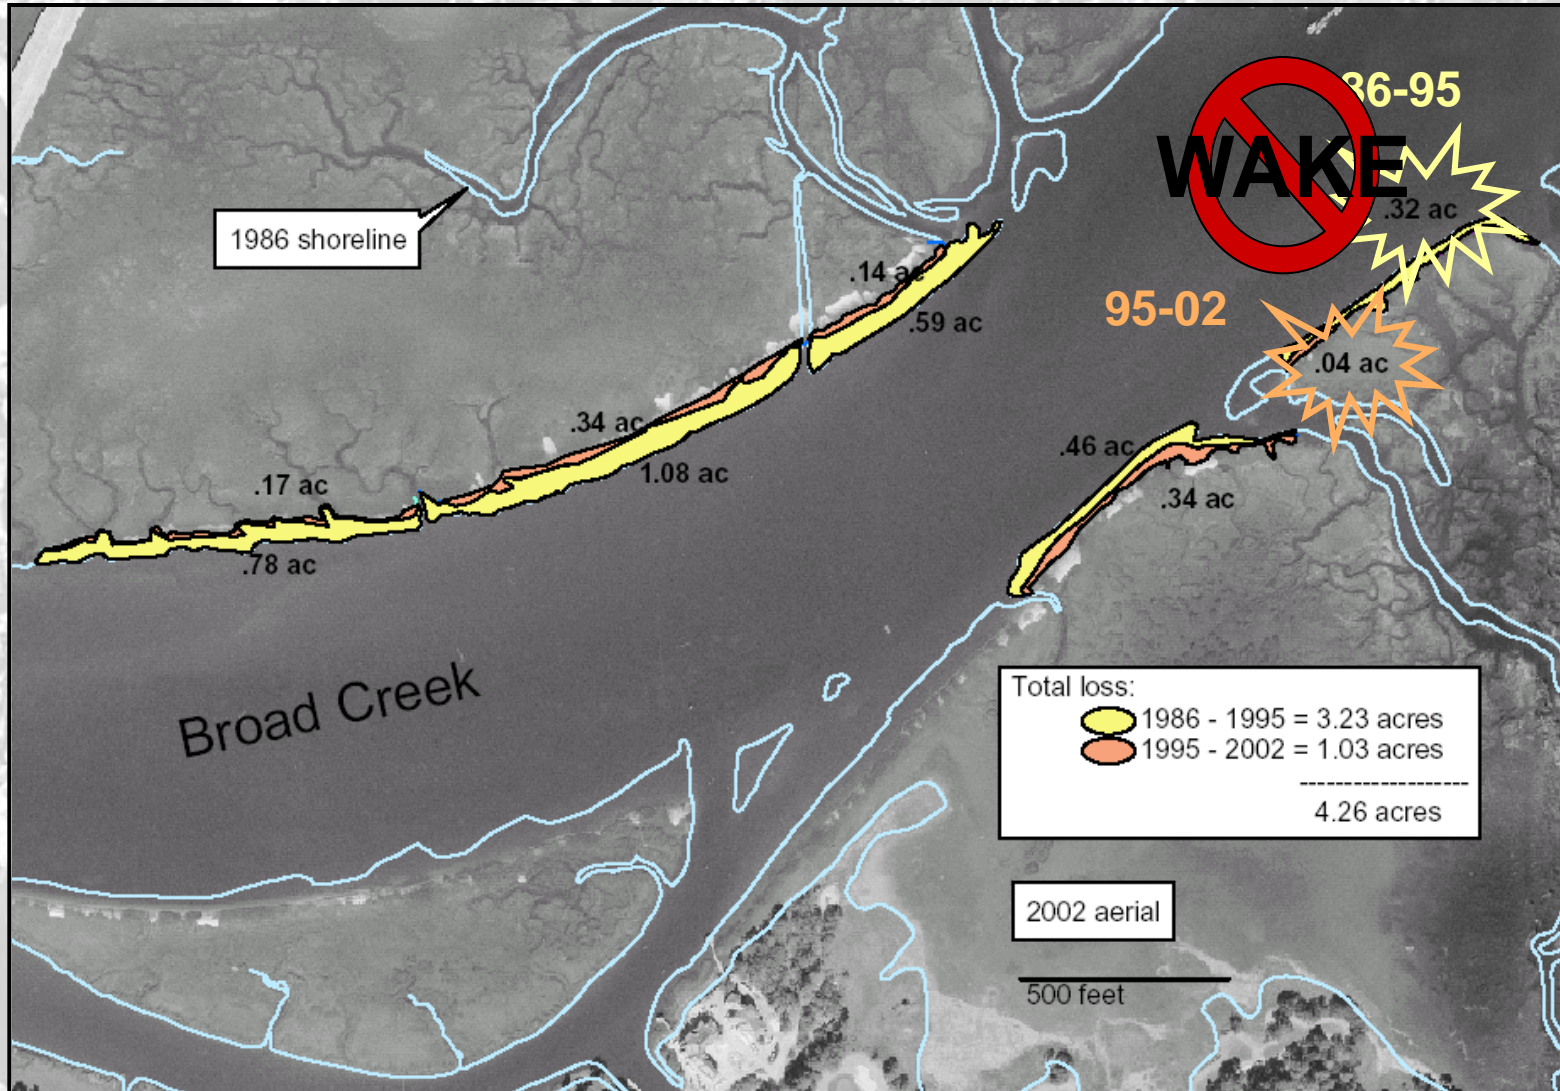 86-95
WAKE
.32 ac
1986 shoreline
.14 ac
95-02
.59 ac
.04 ac
.34 ac
.46 ac
1.08 ac
.17 ac
.34 ac
.78 ac
Broad Creek
Total loss:
1986 - 1995 = 3.23 acres
1995 - 2002 = 1.03 acres
-------------------
4.26 acres
2002 aerial
500 feet